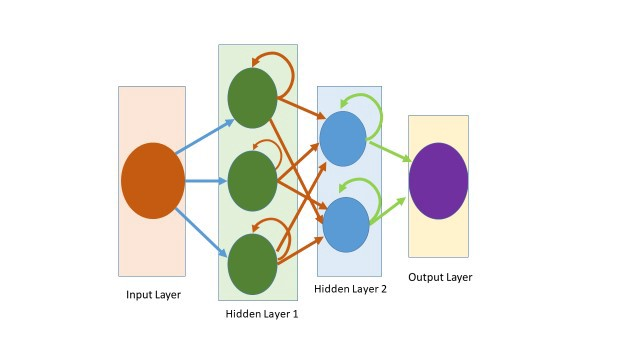 Input Layer
Hidden Layer 1
Hidden Layer 2
Output Layer